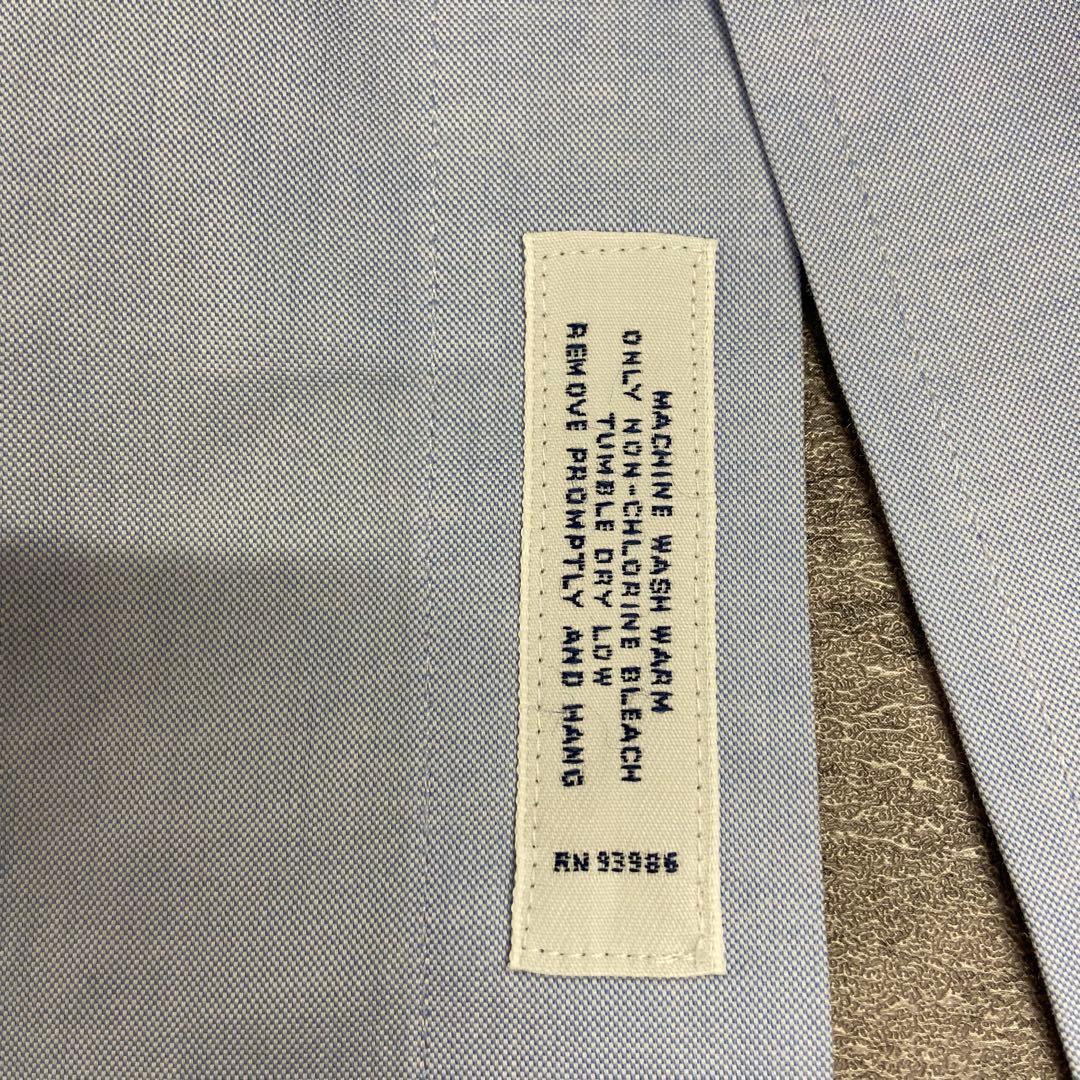 MACHINE WASH WARM
ONLY NON-CHLORINE BLEACH
TUMBLE DRY LOW
REMOVE PROMPTLY AND HANG
RN 93986